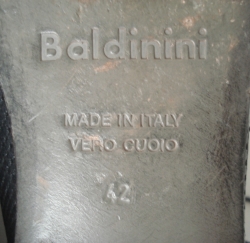 Baldinini
MADE IN ITALY
VERO CUOIO
42